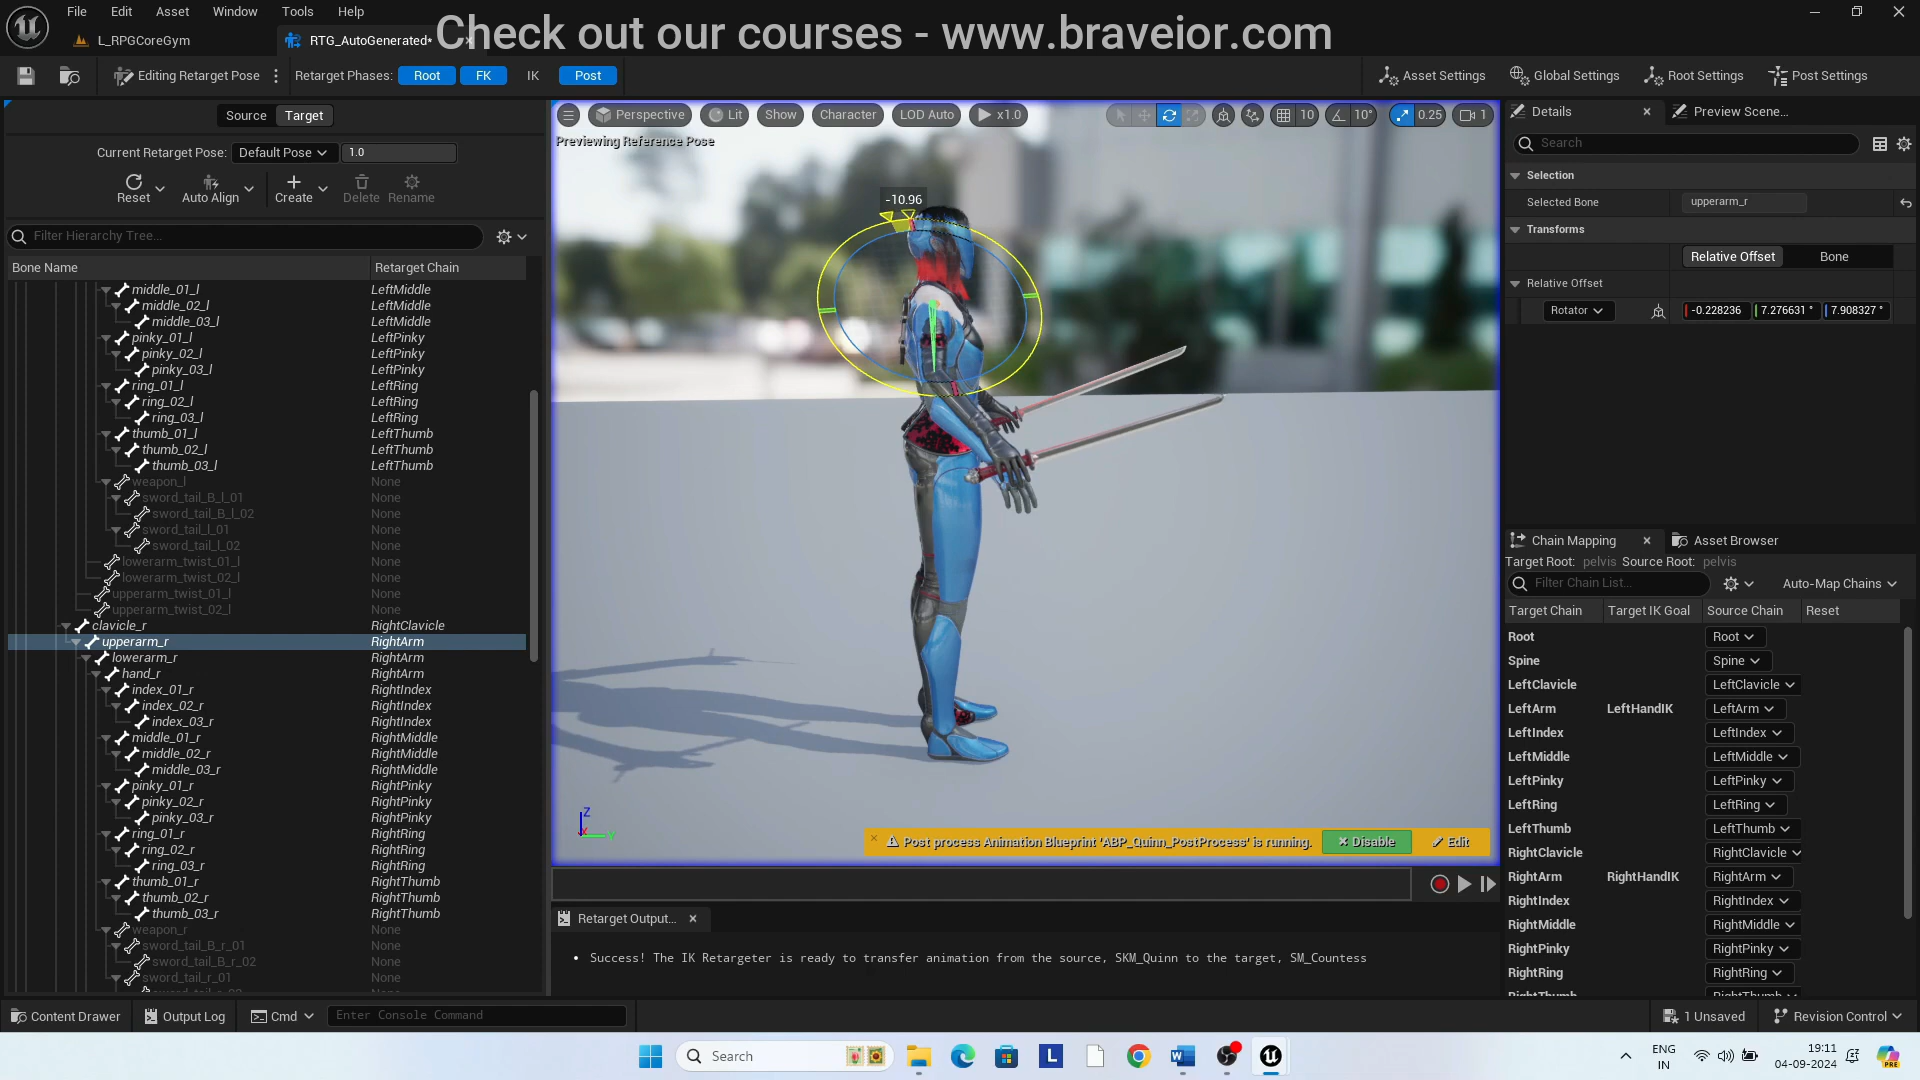 File Edit Asset Window Tools Help
L_RPGCoreGym
RTG_AutoGenerated*
Check out our courses - www.braveior.com
Editing Retarget Pose
Retarget Phases: Root FK IK Post
Asset Settings Global Settings Root Settings Post Settings
Source Target
Current Retarget Pose: Default Pose 1.0
Reset Auto Align Create Delete Rename
Filter Hierarchy Tree...
Bone Name Retarget Chain
middle_01_l LeftMiddle
middle_02_l LeftMiddle
middle_03_l LeftMiddle
pinky_01_l LeftPinky
pinky_02_l LeftPinky
pinky_03_l LeftPinky
ring_01_l LeftRing
ring_02_l LeftRing
ring_03_l LeftRing
thumb_01_l LeftThumb
thumb_02_l LeftThumb
thumb_03_l LeftThumb
weapon_l None
sword_tail_B_l_01 None
sword_tail_B_l_02 None
sword_tail_l_01 None
sword_tail_l_02 None
lowerarm_twist_01_l None
lowerarm_twist_02_l None
upperarm_twist_01_l None
upperarm_twist_02_l None
clavicle_r RightClavicle
upperarm_r RightArm
lowerarm_r RightArm
hand_r RightArm
index_01_r RightIndex
index_02_r RightIndex
index_03_r RightIndex
middle_01_r RightMiddle
middle_02_r RightMiddle
middle_03_r RightMiddle
pinky_01_r RightPinky
pinky_02_r RightPinky
pinky_03_r RightPinky
ring_01_r RightRing
ring_02_r RightRing
ring_03_r RightRing
thumb_01_r RightThumb
thumb_02_r RightThumb
thumb_03_r RightThumb
weapon_r None
sword_tail_B_r_01 None
sword_tail_B_r_02 None
sword_tail_r_01 None
Perspective Lit Show Character LOD Auto x1.0 10 10° 0.25 1
Previewing Reference Pose
-10.96
Z
Post process Animation Blueprint 'ABP_Quinn_PostProcess' is running. Disable Edit
Retarget Output...
• Success! The IK Retargeter is ready to transfer animation from the source, SKM_Quinn to the target, SM_Countess
Details Preview Scene...
Search
Selection
Selected Bone upperarm_r
Transforms
Relative Offset Bone
Relative Offset
Rotator -0.228236 7.276631 ° 7.908327 °
Chain Mapping Asset Browser
Target Root: pelvis Source Root: pelvis
Filter Chain List... Auto-Map Chains
Target Chain Target IK Goal Source Chain Reset
Root Root
Spine Spine
LeftClavicle LeftClavicle
LeftArm LeftHandIK LeftArm
LeftIndex LeftIndex
LeftMiddle LeftMiddle
LeftPinky LeftPinky
LeftRing LeftRing
LeftThumb LeftThumb
RightClavicle RightClavicle
RightArm RightHandIK RightArm
RightIndex RightIndex
RightMiddle RightMiddle
RightPinky RightPinky
RightRing RightRing
RightThumb RightThumb
Content Drawer Output Log Cmd Enter Console Command 1 Unsaved Revision Control
Search
ENG
IN
19:11
04-09-2024